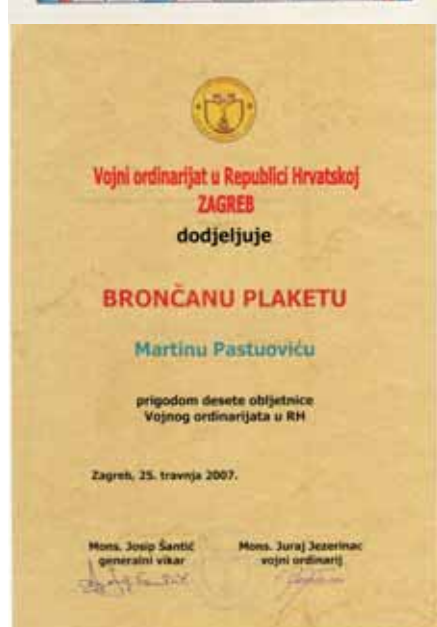 Vojni ordinarijat u Republici Hrvatskoj
ZAGREB
dodjeljuje
BRONČANU PLAKETU
Martinu Pastuoviću
prigodom desete obljetnice
Vojnog ordinarijata u RH
Zagreb, 25. travnja 2007.
Mons. Josip Šantić
generalni vikar
Mons. Juraj Jezerinac
vojni ordinarij